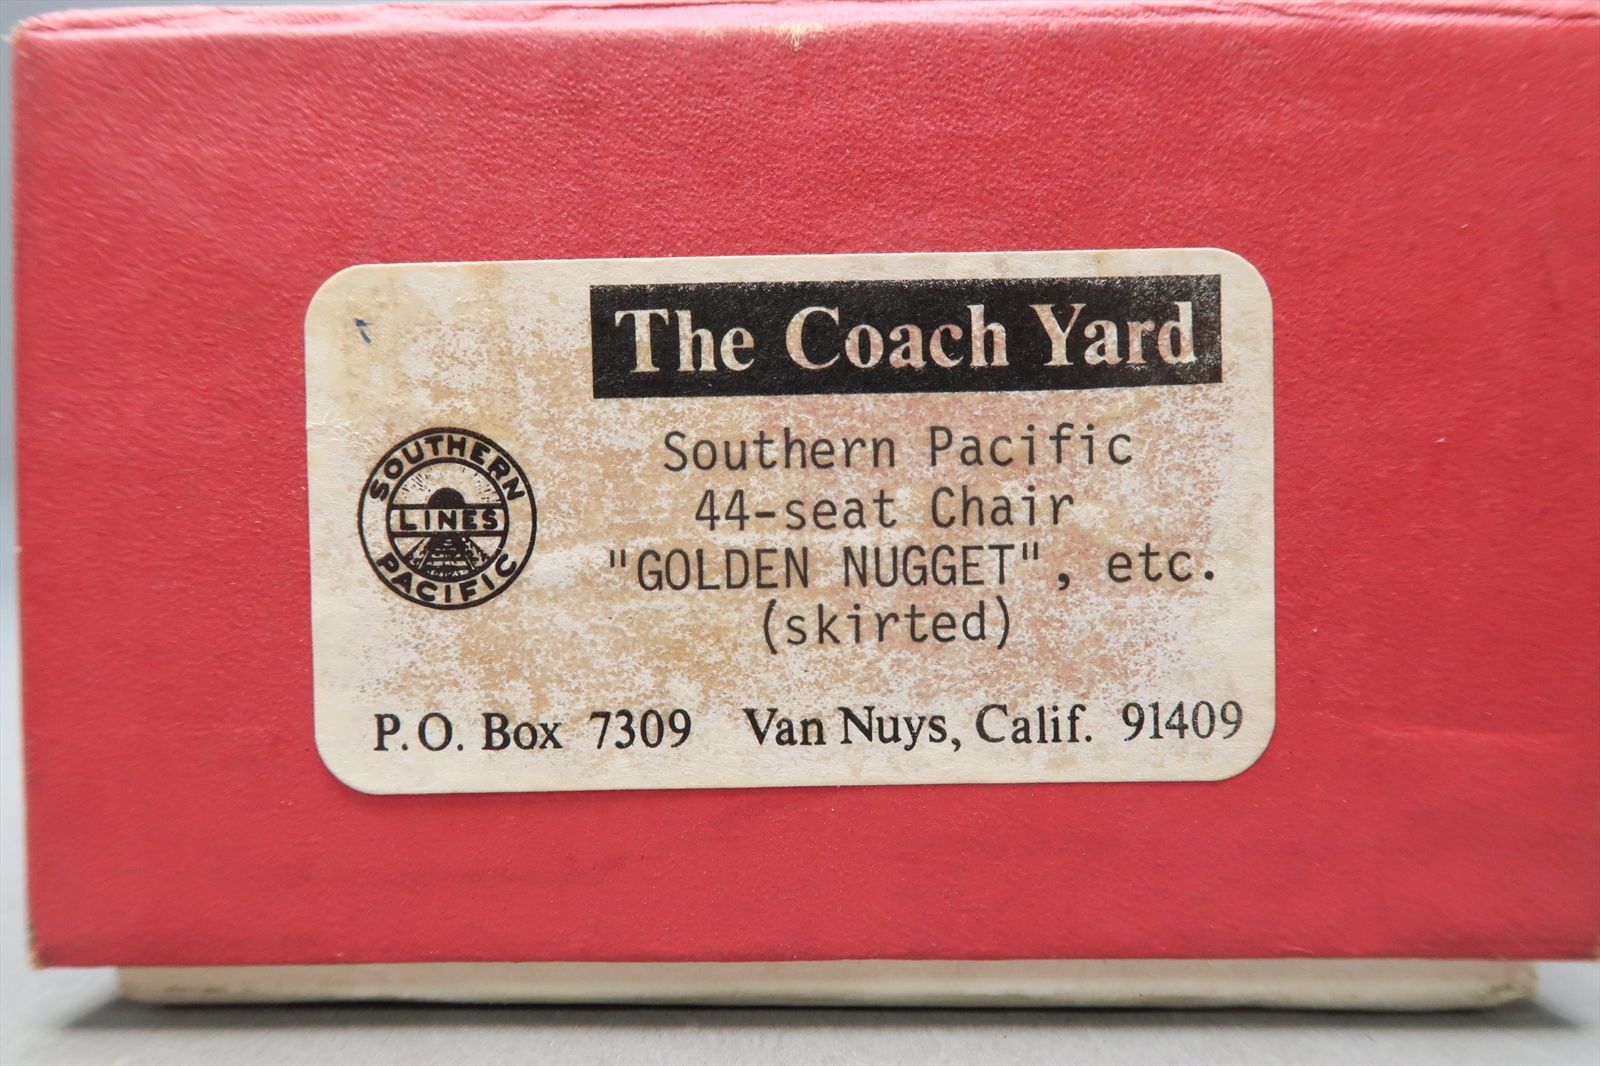 The Coach Yard
SOUTHERN
LINES
PACIFIC
Southern Pacific
44-seat Chair
"GOLDEN NUGGET", etc.
(skirted)
P.O. Box 7309 Van Nuys, Calif. 91409